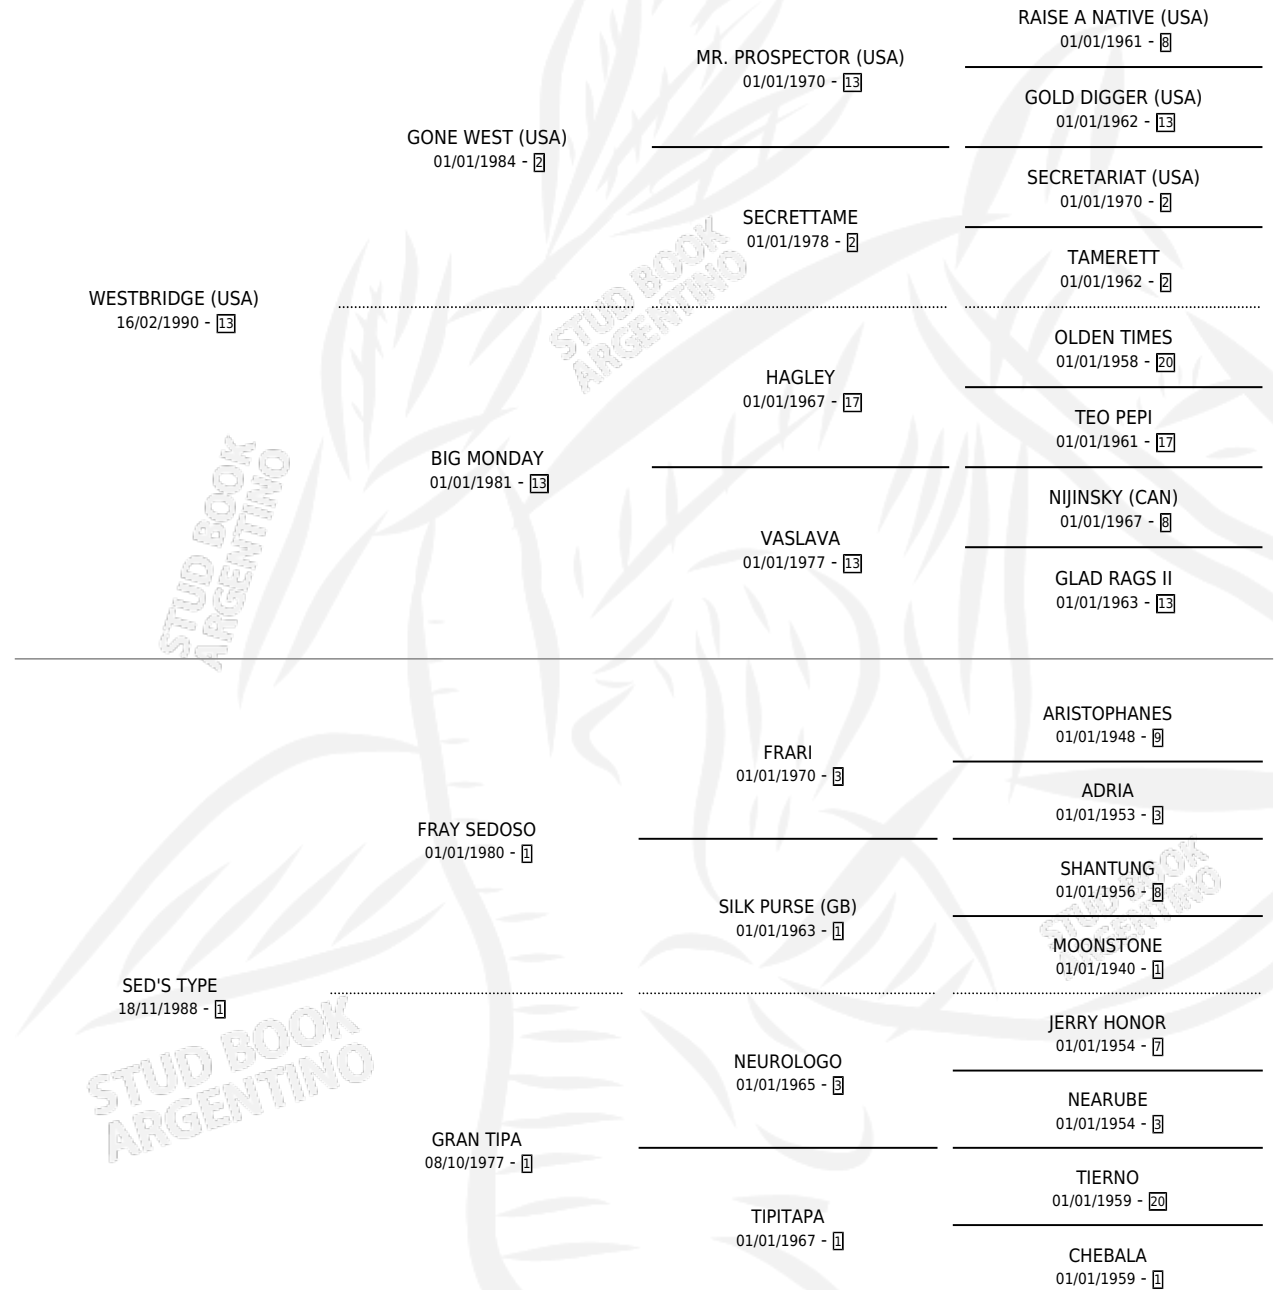 RAISE A NATIVE (USA)
01/01/1961 - 8
MR. PROSPECTOR (USA)
01/01/1970 - 13
GOLD DIGGER (USA)
01/01/1962 - 13
GONE WEST (USA)
01/01/1984 - 2
SECRETARIAT (USA)
01/01/1970 - 2
SECRETTAME
01/01/1978 - 2
TAMERETT
01/01/1962 - 2
WESTBRIDGE (USA)
16/02/1990 - 13
STUD BOOK
ARGENTINO
OLDEN TIMES
01/01/1958 - 20
HAGLEY
01/01/1967 - 17
TEO PEPI
01/01/1961 - 17
BIG MONDAY
01/01/1981 - 13
NIJINSKY (CAN)
01/01/1967 - 8
VASLAVA
01/01/1977 - 13
GLAD RAGS II
01/01/1963 - 13
STUD BOOK
ARGENTINO
ARISTOPHANES
01/01/1948 - 9
FRARI
01/01/1970 - 3
ADRIA
01/01/1953 - 3
FRAY SEDOSO
01/01/1980 - 1
SHANTUNG
01/01/1956 - 8
SILK PURSE (GB)
01/01/1963 - 1
STUD BOOK
ARGENTINO
MOONSTONE
01/01/1940 - 1
SED'S TYPE
18/11/1988 - 1
STUD BOOK
ARGENTINO
JERRY HONOR
01/01/1954 - 7
NEUROLOGO
01/01/1965 - 3
NEARUBE
01/01/1954 - 3
GRAN TIPA
08/10/1977 - 1
TIERNO
01/01/1959 - 20
TIPITAPA
01/01/1967 - 1
CHEBALA
01/01/1959 - 1